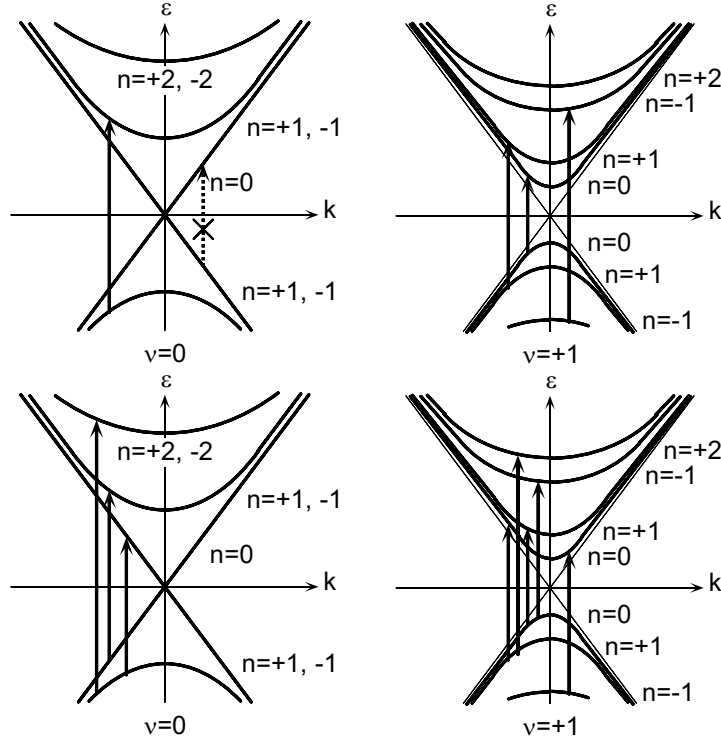 ε
n=+2, -2
n=+1, -1
n=0
k
n=+1, -1
ν=0
ε
n=+2
n=-1
n=+1
n=0
k
n=0
n=+1
n=-1
ν=+1
ε
n=+2, -2
n=+1, -1
n=0
k
n=+1, -1
ν=0
ε
n=+2
n=-1
n=+1
n=0
k
n=0
n=+1
n=-1
ν=+1